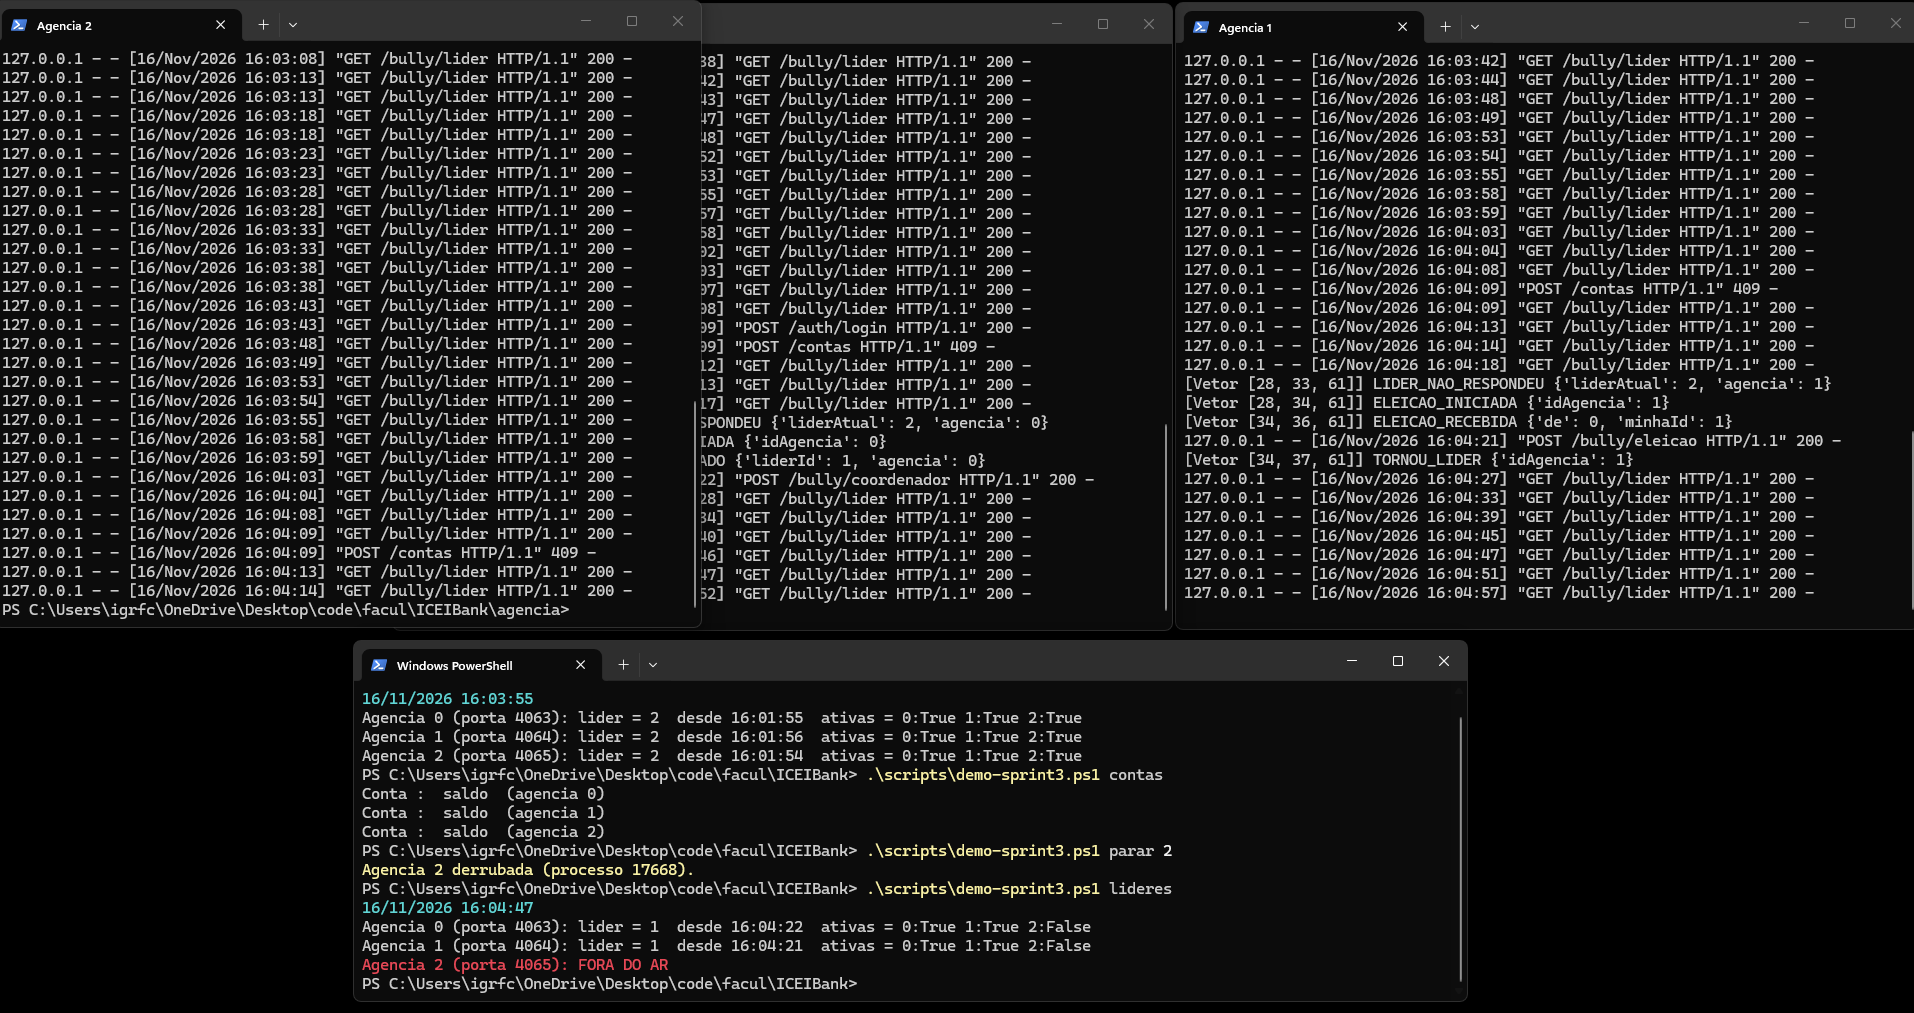 Agencia 2
127.0.0.1 - - [16/Nov/2026 16:03:08] "GET /bully/lider HTTP/1.1" 200 -
127.0.0.1 - - [16/Nov/2026 16:03:13] "GET /bully/lider HTTP/1.1" 200 -
127.0.0.1 - - [16/Nov/2026 16:03:13] "GET /bully/lider HTTP/1.1" 200 -
127.0.0.1 - - [16/Nov/2026 16:03:18] "GET /bully/lider HTTP/1.1" 200 -
127.0.0.1 - - [16/Nov/2026 16:03:18] "GET /bully/lider HTTP/1.1" 200 -
127.0.0.1 - - [16/Nov/2026 16:03:23] "GET /bully/lider HTTP/1.1" 200 -
127.0.0.1 - - [16/Nov/2026 16:03:23] "GET /bully/lider HTTP/1.1" 200 -
127.0.0.1 - - [16/Nov/2026 16:03:28] "GET /bully/lider HTTP/1.1" 200 -
127.0.0.1 - - [16/Nov/2026 16:03:28] "GET /bully/lider HTTP/1.1" 200 -
127.0.0.1 - - [16/Nov/2026 16:03:33] "GET /bully/lider HTTP/1.1" 200 -
127.0.0.1 - - [16/Nov/2026 16:03:33] "GET /bully/lider HTTP/1.1" 200 -
127.0.0.1 - - [16/Nov/2026 16:03:38] "GET /bully/lider HTTP/1.1" 200 -
127.0.0.1 - - [16/Nov/2026 16:03:38] "GET /bully/lider HTTP/1.1" 200 -
127.0.0.1 - - [16/Nov/2026 16:03:43] "GET /bully/lider HTTP/1.1" 200 -
127.0.0.1 - - [16/Nov/2026 16:03:43] "GET /bully/lider HTTP/1.1" 200 -
127.0.0.1 - - [16/Nov/2026 16:03:48] "GET /bully/lider HTTP/1.1" 200 -
127.0.0.1 - - [16/Nov/2026 16:03:49] "GET /bully/lider HTTP/1.1" 200 -
127.0.0.1 - - [16/Nov/2026 16:03:53] "GET /bully/lider HTTP/1.1" 200 -
127.0.0.1 - - [16/Nov/2026 16:03:54] "GET /bully/lider HTTP/1.1" 200 -
127.0.0.1 - - [16/Nov/2026 16:03:55] "GET /bully/lider HTTP/1.1" 200 -
127.0.0.1 - - [16/Nov/2026 16:03:58] "GET /bully/lider HTTP/1.1" 200 -
127.0.0.1 - - [16/Nov/2026 16:03:59] "GET /bully/lider HTTP/1.1" 200 -
127.0.0.1 - - [16/Nov/2026 16:04:03] "GET /bully/lider HTTP/1.1" 200 -
127.0.0.1 - - [16/Nov/2026 16:04:04] "GET /bully/lider HTTP/1.1" 200 -
127.0.0.1 - - [16/Nov/2026 16:04:08] "GET /bully/lider HTTP/1.1" 200 -
127.0.0.1 - - [16/Nov/2026 16:04:09] "GET /bully/lider HTTP/1.1" 200 -
127.0.0.1 - - [16/Nov/2026 16:04:09] "POST /contas HTTP/1.1" 409 -
127.0.0.1 - - [16/Nov/2026 16:04:13] "GET /bully/lider HTTP/1.1" 200 -
127.0.0.1 - - [16/Nov/2026 16:04:14] "GET /bully/lider HTTP/1.1" 200 -
PS C:\Users\igrfc\OneDrive\Desktop\code\facul\ICEIBank\agencia>
38] "GET /bully/lider HTTP/1.1" 200 -
42] "GET /bully/lider HTTP/1.1" 200 -
43] "GET /bully/lider HTTP/1.1" 200 -
47] "GET /bully/lider HTTP/1.1" 200 -
48] "GET /bully/lider HTTP/1.1" 200 -
52] "GET /bully/lider HTTP/1.1" 200 -
53] "GET /bully/lider HTTP/1.1" 200 -
55] "GET /bully/lider HTTP/1.1" 200 -
57] "GET /bully/lider HTTP/1.1" 200 -
58] "GET /bully/lider HTTP/1.1" 200 -
02] "GET /bully/lider HTTP/1.1" 200 -
03] "GET /bully/lider HTTP/1.1" 200 -
07] "GET /bully/lider HTTP/1.1" 200 -
08] "GET /bully/lider HTTP/1.1" 200 -
09] "POST /auth/login HTTP/1.1" 200 -
09] "POST /contas HTTP/1.1" 409 -
12] "GET /bully/lider HTTP/1.1" 200 -
13] "GET /bully/lider HTTP/1.1" 200 -
17] "GET /bully/lider HTTP/1.1" 200 -
SPONDEU {'liderAtual': 2, 'agencia': 0}
IADA {'idAgencia': 0}
ADO {'liderId': 1, 'agencia': 0}
22] "POST /bully/coordenador HTTP/1.1" 200 -
28] "GET /bully/lider HTTP/1.1" 200 -
34] "GET /bully/lider HTTP/1.1" 200 -
40] "GET /bully/lider HTTP/1.1" 200 -
46] "GET /bully/lider HTTP/1.1" 200 -
47] "GET /bully/lider HTTP/1.1" 200 -
52] "GET /bully/lider HTTP/1.1" 200 -
Agencia 1
127.0.0.1 - - [16/Nov/2026 16:03:42] "GET /bully/lider HTTP/1.1" 200 -
127.0.0.1 - - [16/Nov/2026 16:03:44] "GET /bully/lider HTTP/1.1" 200 -
127.0.0.1 - - [16/Nov/2026 16:03:48] "GET /bully/lider HTTP/1.1" 200 -
127.0.0.1 - - [16/Nov/2026 16:03:49] "GET /bully/lider HTTP/1.1" 200 -
127.0.0.1 - - [16/Nov/2026 16:03:53] "GET /bully/lider HTTP/1.1" 200 -
127.0.0.1 - - [16/Nov/2026 16:03:54] "GET /bully/lider HTTP/1.1" 200 -
127.0.0.1 - - [16/Nov/2026 16:03:55] "GET /bully/lider HTTP/1.1" 200 -
127.0.0.1 - - [16/Nov/2026 16:03:58] "GET /bully/lider HTTP/1.1" 200 -
127.0.0.1 - - [16/Nov/2026 16:03:59] "GET /bully/lider HTTP/1.1" 200 -
127.0.0.1 - - [16/Nov/2026 16:04:03] "GET /bully/lider HTTP/1.1" 200 -
127.0.0.1 - - [16/Nov/2026 16:04:04] "GET /bully/lider HTTP/1.1" 200 -
127.0.0.1 - - [16/Nov/2026 16:04:08] "GET /bully/lider HTTP/1.1" 200 -
127.0.0.1 - - [16/Nov/2026 16:04:09] "POST /contas HTTP/1.1" 409 -
127.0.0.1 - - [16/Nov/2026 16:04:09] "GET /bully/lider HTTP/1.1" 200 -
127.0.0.1 - - [16/Nov/2026 16:04:13] "GET /bully/lider HTTP/1.1" 200 -
127.0.0.1 - - [16/Nov/2026 16:04:14] "GET /bully/lider HTTP/1.1" 200 -
127.0.0.1 - - [16/Nov/2026 16:04:18] "GET /bully/lider HTTP/1.1" 200 -
[Vetor [28, 33, 61]] LIDER_NAO_RESPONDEU {'liderAtual': 2, 'agencia': 1}
[Vetor [28, 34, 61]] ELEICAO_INICIADA {'idAgencia': 1}
[Vetor [34, 36, 61]] ELEICAO_RECEBIDA {'de': 0, 'minhaId': 1}
127.0.0.1 - - [16/Nov/2026 16:04:21] "POST /bully/eleicao HTTP/1.1" 200 -
[Vetor [34, 37, 61]] TORNOU_LIDER {'idAgencia': 1}
127.0.0.1 - - [16/Nov/2026 16:04:27] "GET /bully/lider HTTP/1.1" 200 -
127.0.0.1 - - [16/Nov/2026 16:04:33] "GET /bully/lider HTTP/1.1" 200 -
127.0.0.1 - - [16/Nov/2026 16:04:39] "GET /bully/lider HTTP/1.1" 200 -
127.0.0.1 - - [16/Nov/2026 16:04:45] "GET /bully/lider HTTP/1.1" 200 -
127.0.0.1 - - [16/Nov/2026 16:04:47] "GET /bully/lider HTTP/1.1" 200 -
127.0.0.1 - - [16/Nov/2026 16:04:51] "GET /bully/lider HTTP/1.1" 200 -
127.0.0.1 - - [16/Nov/2026 16:04:57] "GET /bully/lider HTTP/1.1" 200 -
Windows PowerShell
16/11/2026 16:03:55
Agencia 0 (porta 4063): lider = 2  desde 16:01:55  ativas = 0:True 1:True 2:True
Agencia 1 (porta 4064): lider = 2  desde 16:01:56  ativas = 0:True 1:True 2:True
Agencia 2 (porta 4065): lider = 2  desde 16:01:54  ativas = 0:True 1:True 2:True
PS C:\Users\igrfc\OneDrive\Desktop\code\facul\ICEIBank> .\scripts\demo-sprint3.ps1 contas
Conta :  saldo  (agencia 0)
Conta :  saldo  (agencia 1)
Conta :  saldo  (agencia 2)
PS C:\Users\igrfc\OneDrive\Desktop\code\facul\ICEIBank> .\scripts\demo-sprint3.ps1 parar 2
Agencia 2 derrubada (processo 17668).
PS C:\Users\igrfc\OneDrive\Desktop\code\facul\ICEIBank> .\scripts\demo-sprint3.ps1 lideres
16/11/2026 16:04:47
Agencia 0 (porta 4063): lider = 1  desde 16:04:22  ativas = 0:True 1:True 2:False
Agencia 1 (porta 4064): lider = 1  desde 16:04:21  ativas = 0:True 1:True 2:False
Agencia 2 (porta 4065): FORA DO AR
PS C:\Users\igrfc\OneDrive\Desktop\code\facul\ICEIBank>